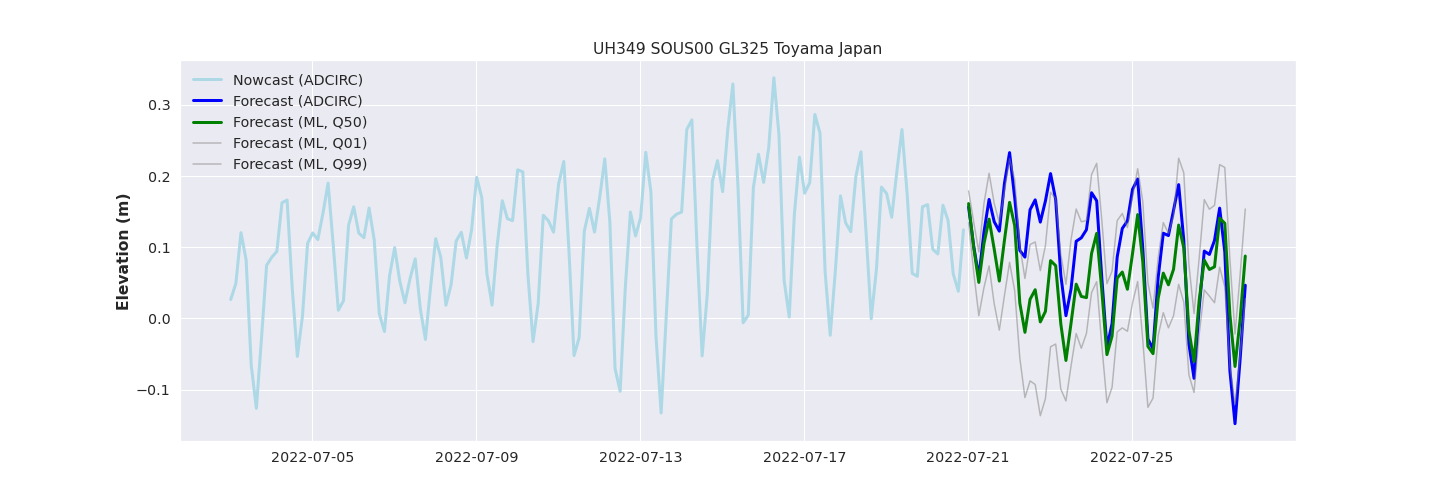 UH349 SOUS00 GL325 Toyama Japan
Nowcast (ADCIRC)
Forecast (ADCIRC)
Forecast (ML, Q50)
Forecast (ML, Q01)
Forecast (ML, Q99)
Elevation (m)
0.3
0.2
0.1
0.0
−0.1
2022-07-05
2022-07-09
2022-07-13
2022-07-17
2022-07-21
2022-07-25